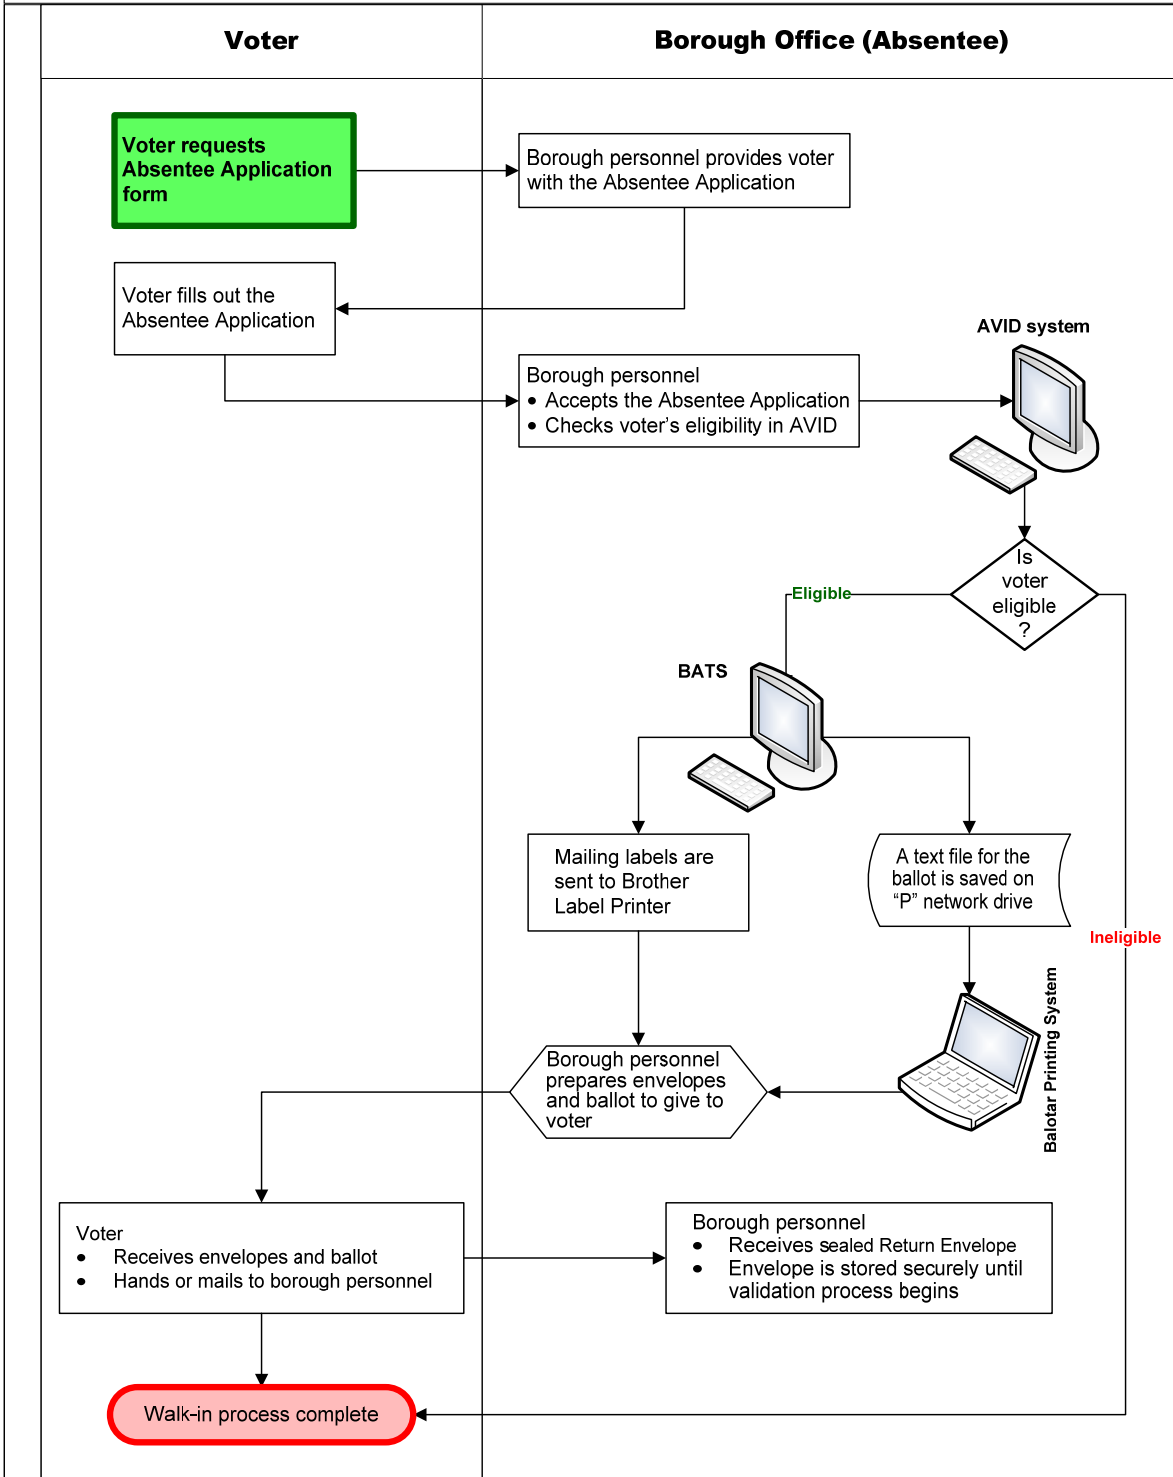 Voter
Borough Office (Absentee)
Voter requests
Absentee Application
form
Borough personnel provides voter
with the Absentee Application
Voter fills out the
Absentee Application
AVID system
Borough personnel
• Accepts the Absentee Application
• Checks voter's eligibility in AVID
Is
voter
eligible
?
Eligible
BATS
Mailing labels are
sent to Brother
Label Printer
A text file for the
ballot is saved on
“P” network drive
Ineligible
Balotar Printing System
Borough personnel
prepares envelopes
and ballot to give to
voter
Voter
• Receives envelopes and ballot
• Hands or mails to borough personnel
Borough personnel
• Receives sealed Return Envelope
• Envelope is stored securely until
validation process begins
Walk-in process complete